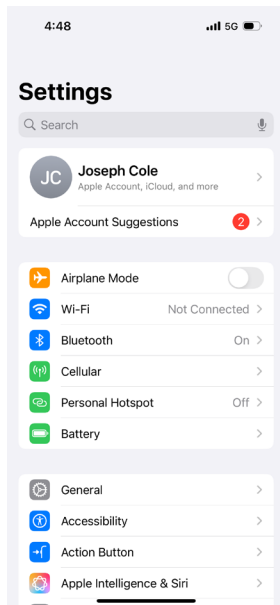 4:48 5G
Settings
Search
JC
Joseph Cole
Apple Account, iCloud, and more
Apple Account Suggestions 2
Airplane Mode
Wi-Fi Not Connected
Bluetooth On
Cellular
Personal Hotspot Off
Battery
General
Accessibility
Action Button
Apple Intelligence & Siri